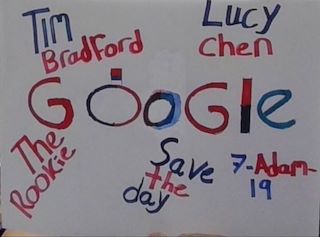 Tim
Bradford
Lucy
Chen
Google
The
Rookie
Save
the
day
7-Adam-
19